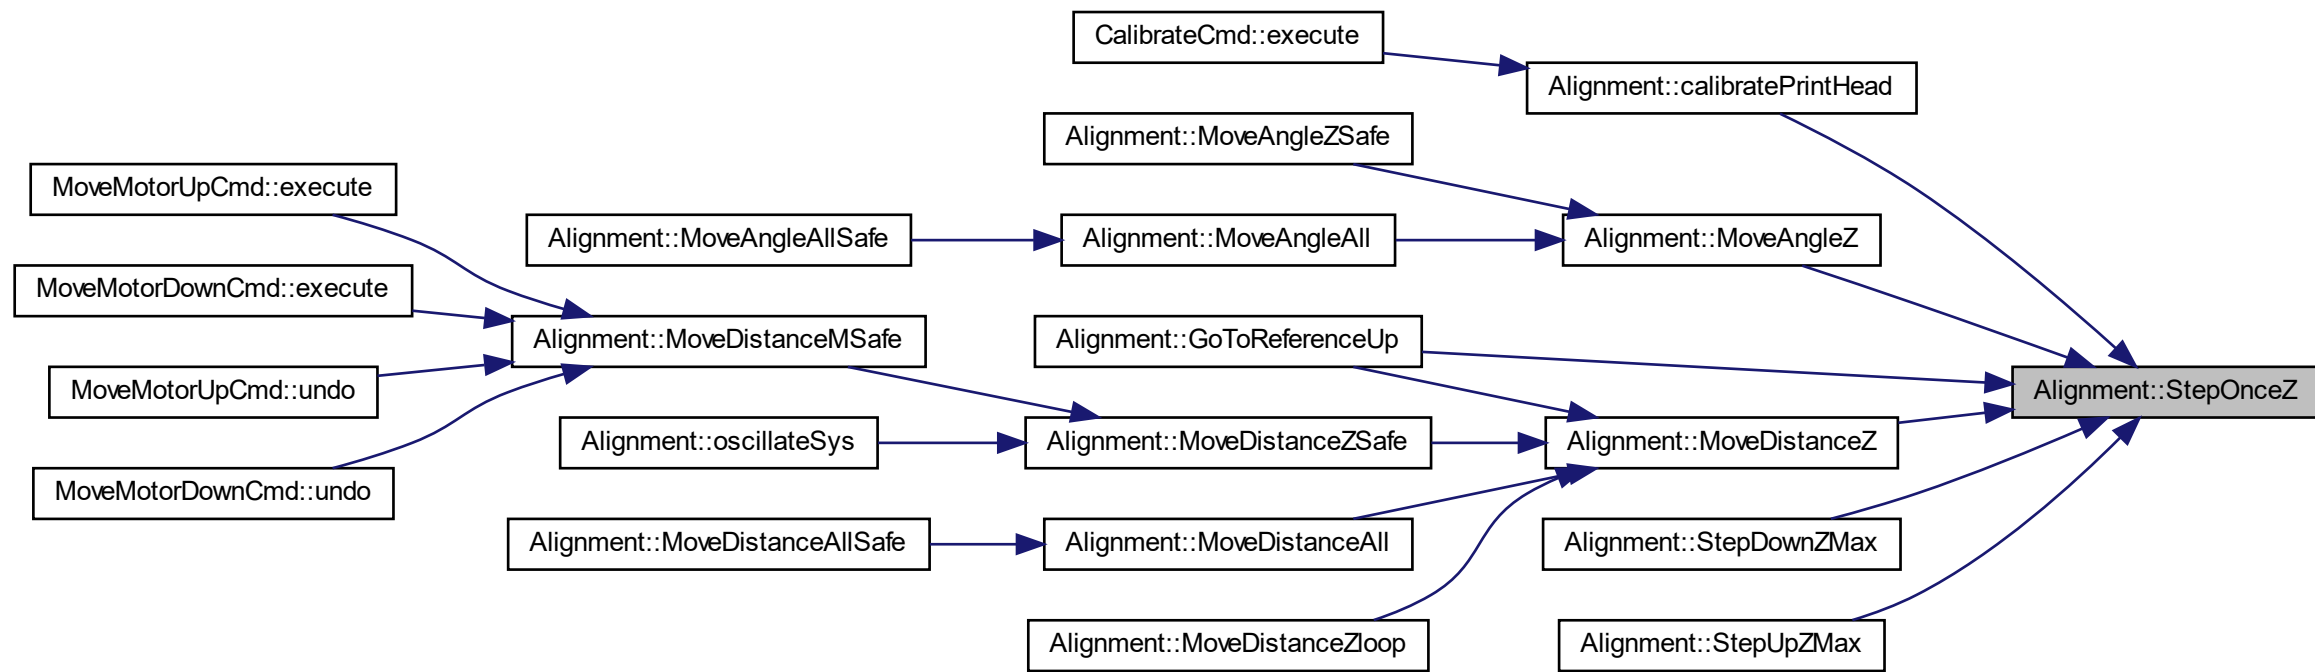 CalibrateCmd::execute
Alignment::calibratePrintHead
Alignment::MoveAngleZSafe
MoveMotorUpCmd::execute
Alignment::MoveAngleAllSafe
Alignment::MoveAngleAll
Alignment::MoveAngleZ
MoveMotorDownCmd::execute
Alignment::MoveDistanceMSafe
Alignment::GoToReferenceUp
MoveMotorUpCmd::undo
Alignment::StepOnceZ
Alignment::oscillateSys
Alignment::MoveDistanceZSafe
Alignment::MoveDistanceZ
MoveMotorDownCmd::undo
Alignment::MoveDistanceAllSafe
Alignment::MoveDistanceAll
Alignment::StepDownZMax
Alignment::MoveDistanceZloop
Alignment::StepUpZMax